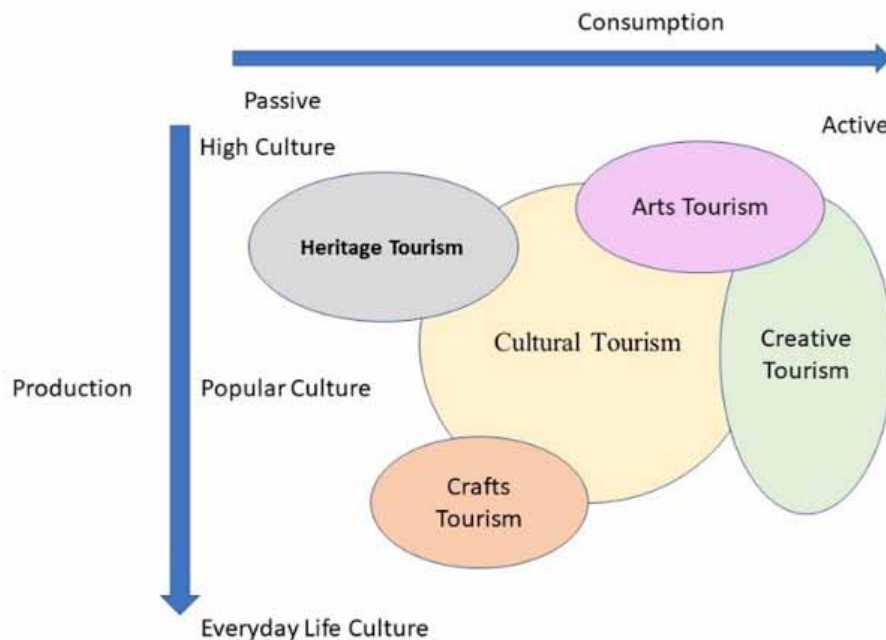 Consumption
Passive
Active
High Culture
Arts Tourism
Heritage Tourism
Cultural Tourism
Creative
Tourism
Production
Popular Culture
Crafts
Tourism
Everyday Life Culture